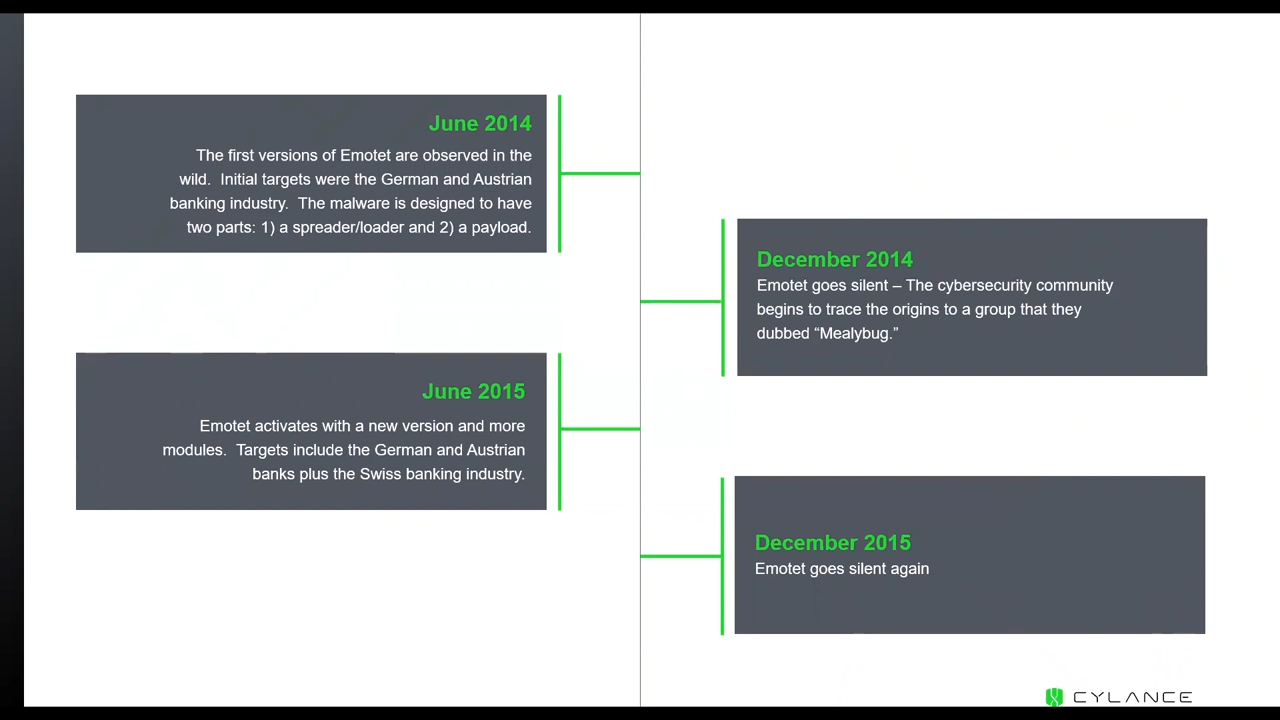 June 2014
The first versions of Emotet are observed in the
wild.  Initial targets were the German and Austrian
banking industry.  The malware is designed to have
two parts: 1) a spreader/loader and 2) a payload.
December 2014
Emotet goes silent – The cybersecurity community
begins to trace the origins to a group that they
dubbed “Mealybug.”
June 2015
Emotet activates with a new version and more
modules.  Targets include the German and Austrian
banks plus the Swiss banking industry.
December 2015
Emotet goes silent again
CYLANCE